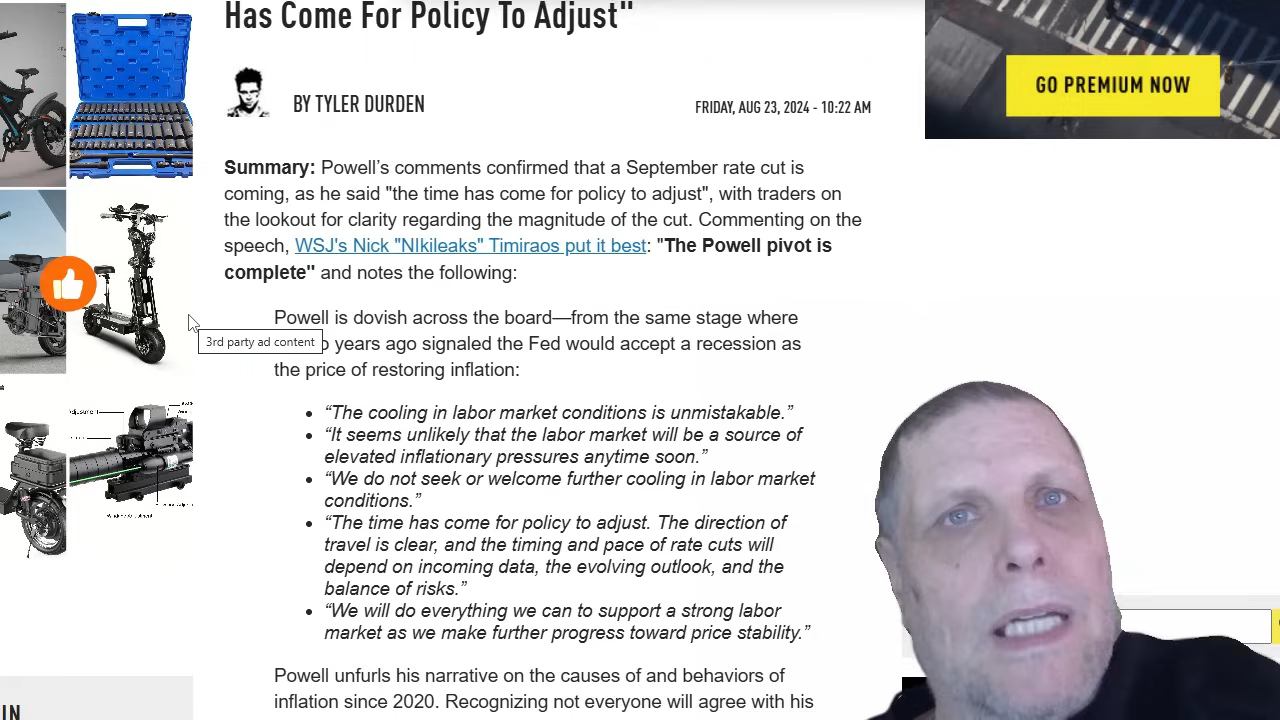 Has Come For Policy To Adjust"
GO PREMIUM NOW
BY TYLER DURDEN
FRIDAY, AUG 23, 2024 - 10:22 AM
Summary: Powell’s comments confirmed that a September rate cut is
coming, as he said "the time has come for policy to adjust", with traders on
the lookout for clarity regarding the magnitude of the cut. Commenting on the
speech, WSJ's Nick "NIkileaks" Timiraos put it best: "The Powell pivot is
complete" and notes the following:
Powell is dovish across the board—from the same stage where
3rd party ad content
years ago signaled the Fed would accept a recession as
the price of restoring inflation:
• “The cooling in labor market conditions is unmistakable.”
• “It seems unlikely that the labor market will be a source of
elevated inflationary pressures anytime soon.”
• “We do not seek or welcome further cooling in labor market
conditions.”
• “The time has come for policy to adjust. The direction of
travel is clear, and the timing and pace of rate cuts will
depend on incoming data, the evolving outlook, and the
balance of risks.”
• “We will do everything we can to support a strong labor
market as we make further progress toward price stability.”
Powell unfurls his narrative on the causes of and behaviors of
inflation since 2020. Recognizing not everyone will agree with his
IN